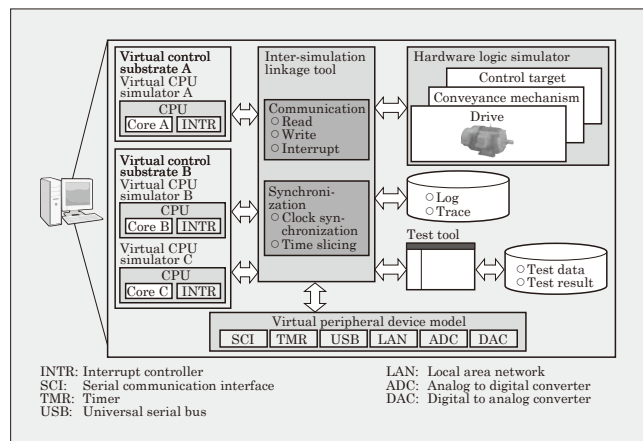 Virtual control
substrate A
Virtual CPU
simulator A
CPU
Core A
INTR
Virtual control
substrate B
Virtual CPU
simulator B
CPU
Core B
INTR
Virtual CPU
simulator C
CPU
Core C
INTR
Inter-simulation
linkage tool
Communication
○ Read
○ Write
○ Interrupt
Synchroni-
zation
○ Clock syn-
chronization
○ Time slicing
Hardware logic simulator
Control target
Conveyance mechanism
Drive
○ Log
○ Trace
Test tool
○ Test data
○ Test result
Virtual peripheral device model
SCI
TMR
USB
LAN
ADC
DAC
INTR: Interrupt controller
SCI: Serial communication interface
TMR: Timer
USB: Universal serial bus
LAN: Local area network
ADC: Analog to digital converter
DAC: Digital to analog converter